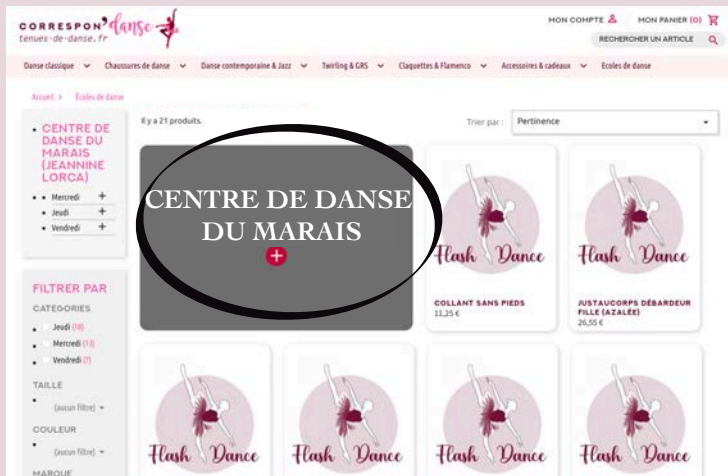 CORRESPON'danse
tenues-de-danse.fr
MON COMPTE
MON PANIER (0)
RECHERCHER UN ARTICLE
Danse classique
Chaussures de danse
Danse contemporaine & Jazz
Twirling & GRS
Claquettes & Flamenco
Accessoires & cadeaux
Ecoles de danse
Accueil > Écoles de danse
CENTRE DE
DANSE DU
MARAIS
(JEANNINE
LORCA)
Mercredi +
Jeudi +
Vendredi +
Il y a 21 produits.
Trier par : Pertinence
CENTRE DE DANSE
DU MARAIS
+
Flash Dance
COLLANT SANS PIEDS
11,25 €
Flash Dance
JUSTAUCORPS DÉBARDEUR
FILLE (AZALÉE)
26,55 €
FILTRER PAR
CATEGORIES
Jeudi (18)
Mercredi (13)
Vendredi (7)
TAILLE
(aucun filtre)
COULEUR
(aucun filtre)
MARQUE
Flash Dance
Flash Dance
Flash Dance
Flash Dance